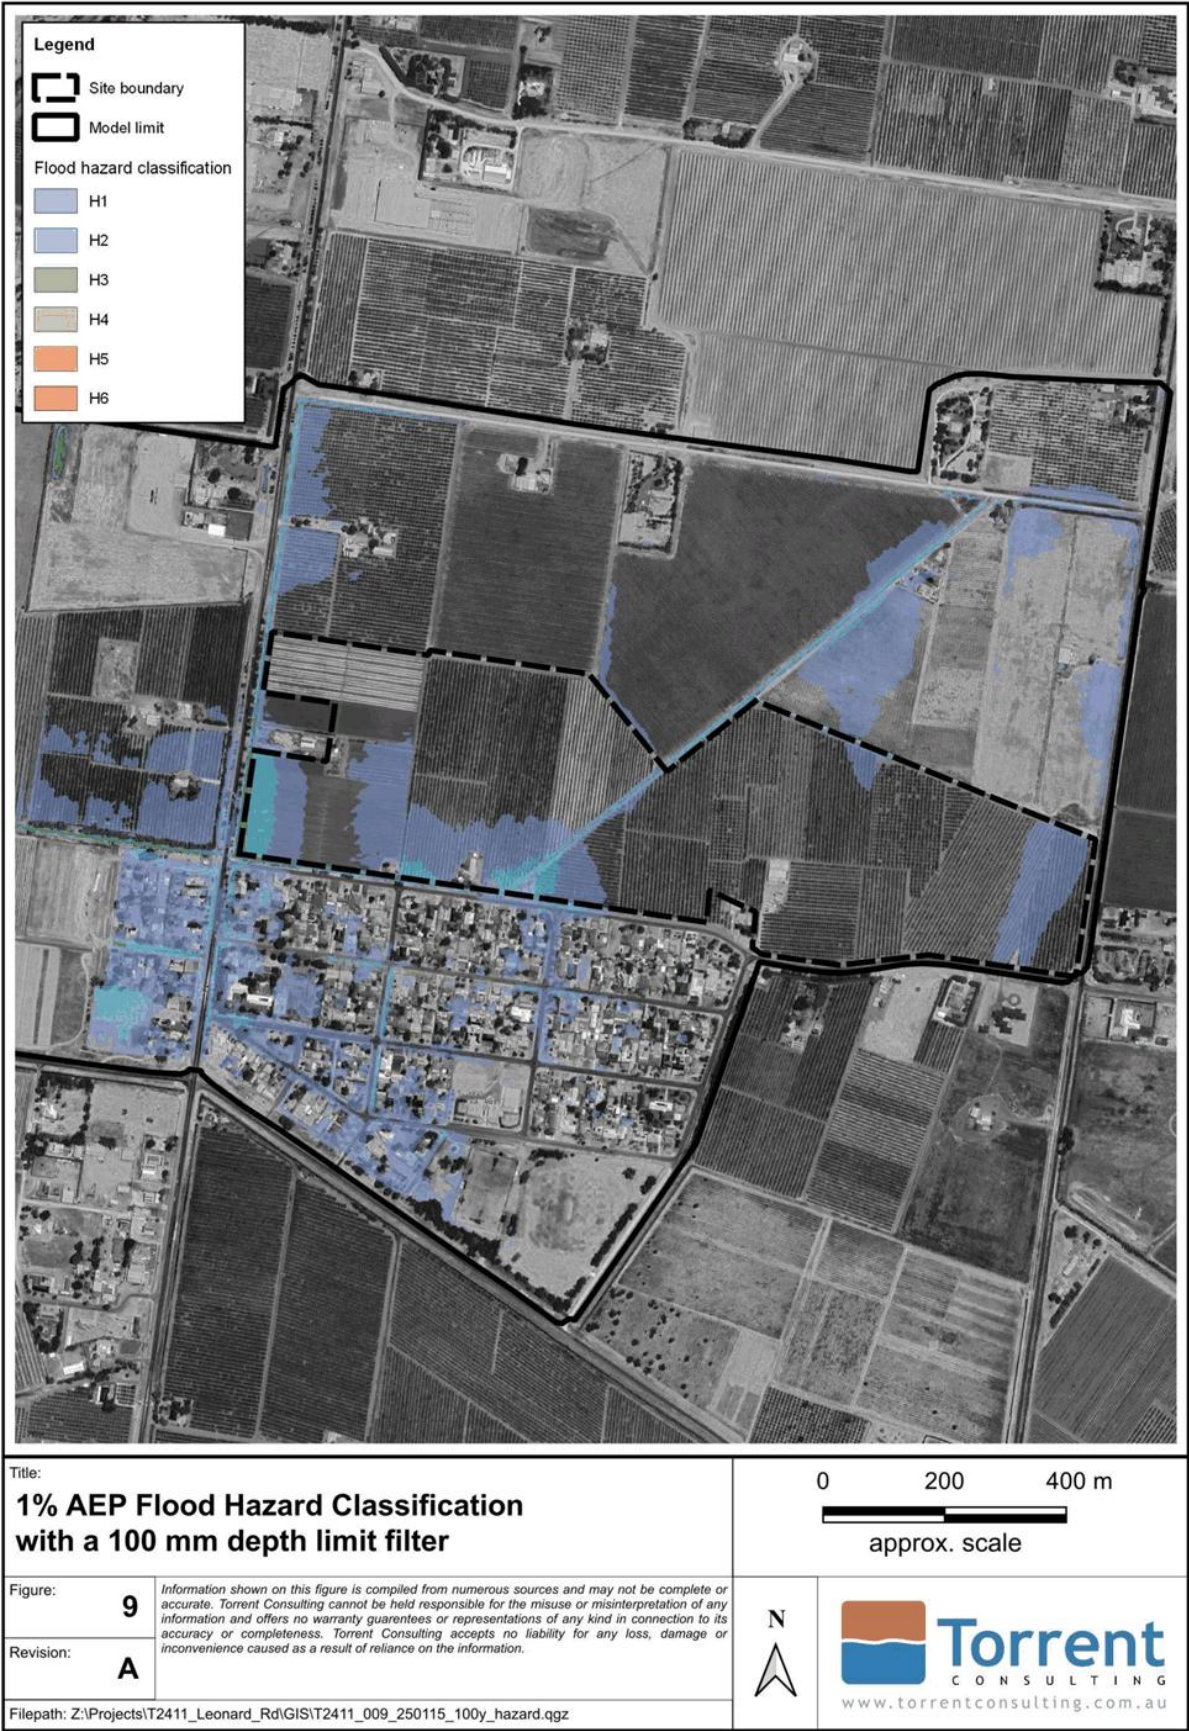 Legend
Site boundary
Model limit
Flood hazard classification
H1
H2
H3
H4
H5
H6
Title:
1% AEP Flood Hazard Classification
with a 100 mm depth limit filter
0 200 400 m
approx. scale
Figure:
9
Revision:
A
Information shown on this figure is compiled from numerous sources and may not be complete or
accurate. Torrent Consulting cannot be held responsible for the misuse or misinterpretation of any
information and offers no warranty guarentees or representations of any kind in connection to its
accuracy or completeness. Torrent Consulting accepts no liability for any loss, damage or
inconvenience caused as a result of reliance on the information.
N
Torrent
CONSULTING
www.torrentconsulting.com.au
Filepath: Z:\Projects\T2411_Leonard_Rd\GIS\T2411_009_250115_100y_hazard.qgz